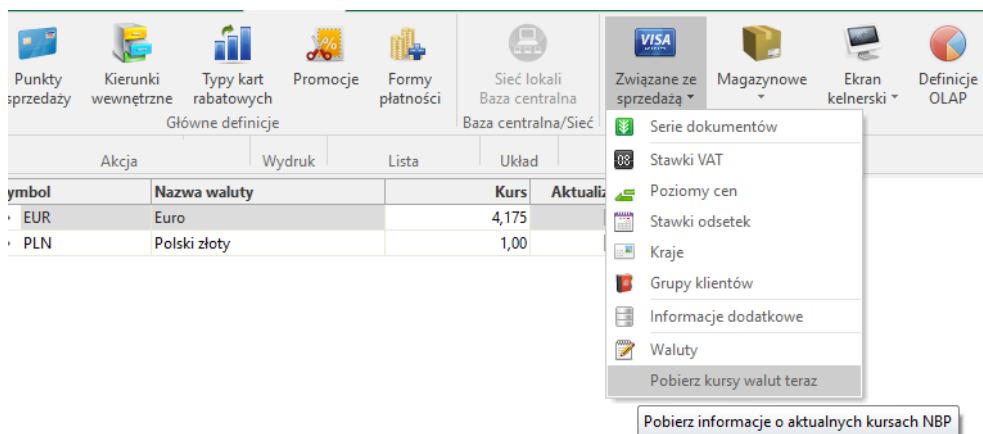 Punkty
sprzedaży
Kierunki
wewnętrzne
Typy kart
rabatowych
Promocje
Formy
płatności
Sieć lokali
Baza centralna
VISA
Związane ze
sprzedażą
Magazynowe
Ekran
kelnerski
Definicje
OLAP
Główne definicje
Baza centralna/Sieć
Akcja
Wydruk
Lista
Układ
ymbol
Nazwa waluty
Kurs
Aktualiz
EUR
Euro
4,175
PLN
Polski złoty
1,00
Serie dokumentów
08
Stawki VAT
Poziomy cen
Stawki odsetek
Kraje
Grupy klientów
Informacje dodatkowe
Waluty
Pobierz kursy walut teraz
Pobierz informacje o aktualnych kursach NBP